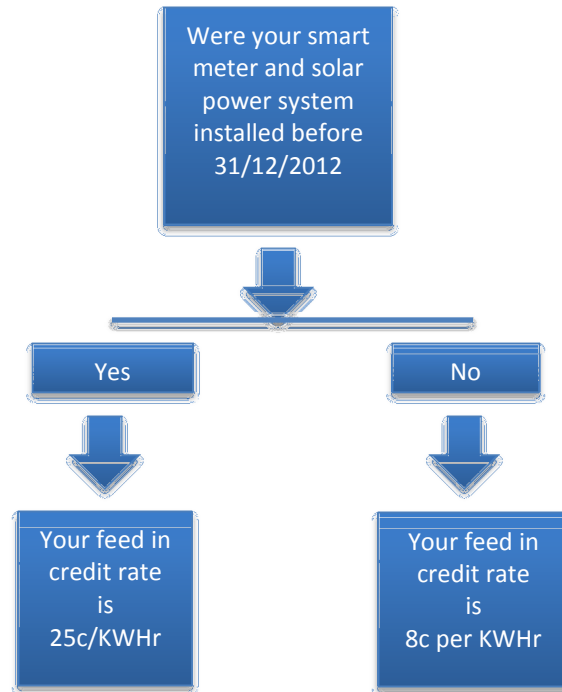 Were your smart
meter and solar
power system
installed before
31/12/2012
Yes
No
Your feed in
credit rate
is
25c/KWHr
Your feed in
credit rate
is
8c per KWHr